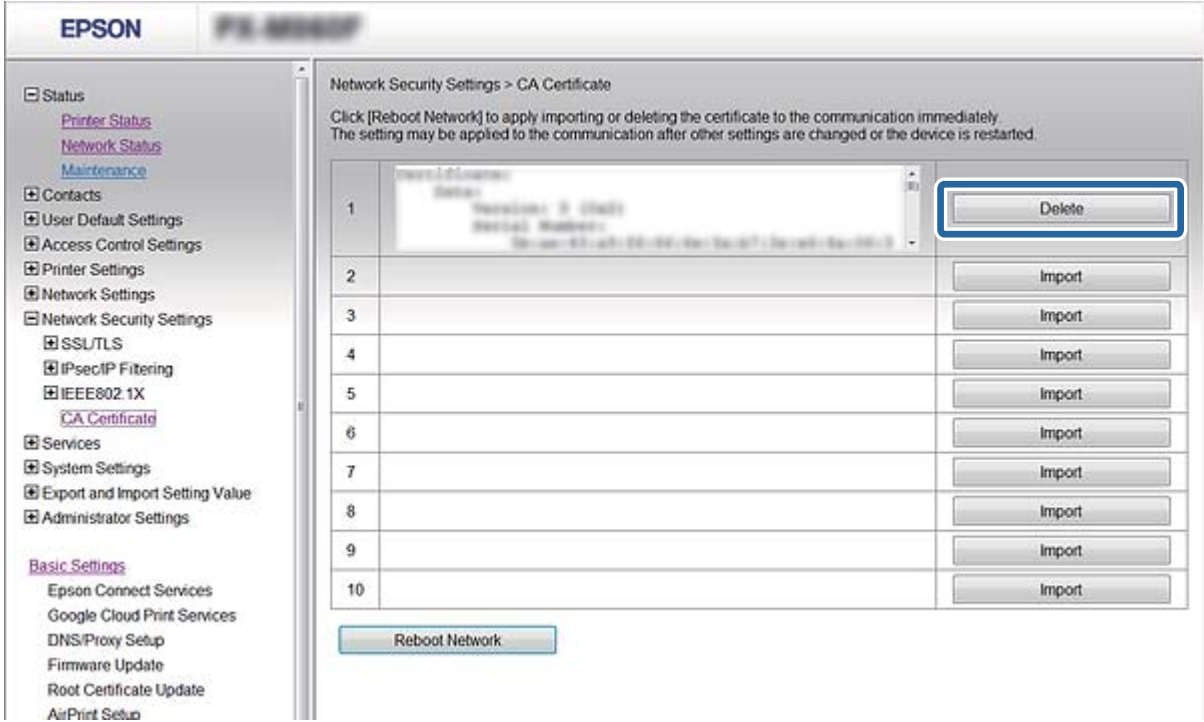 EPSON
Status
Printer Status
Network Status
Maintenance
Contacts
User Default Settings
Access Control Settings
Printer Settings
Network Settings
Network Security Settings
SSL/TLS
IPsec/IP Filtering
IEEE802.1X
CA Certificate
Services
System Settings
Export and Import Setting Value
Administrator Settings
Basic Settings
Epson Connect Services
Google Cloud Print Services
DNS/Proxy Setup
Firmware Update
Root Certificate Update
AirPrint Setup
Network Security Settings > CA Certificate
Click [Reboot Network] to apply importing or deleting the certificate to the communication immediately.
The setting may be applied to the communication after other settings are changed or the device is restarted.
1 Delete
2 Import
3 Import
4 Import
5 Import
6 Import
7 Import
8 Import
9 Import
10 Import
Reboot Network